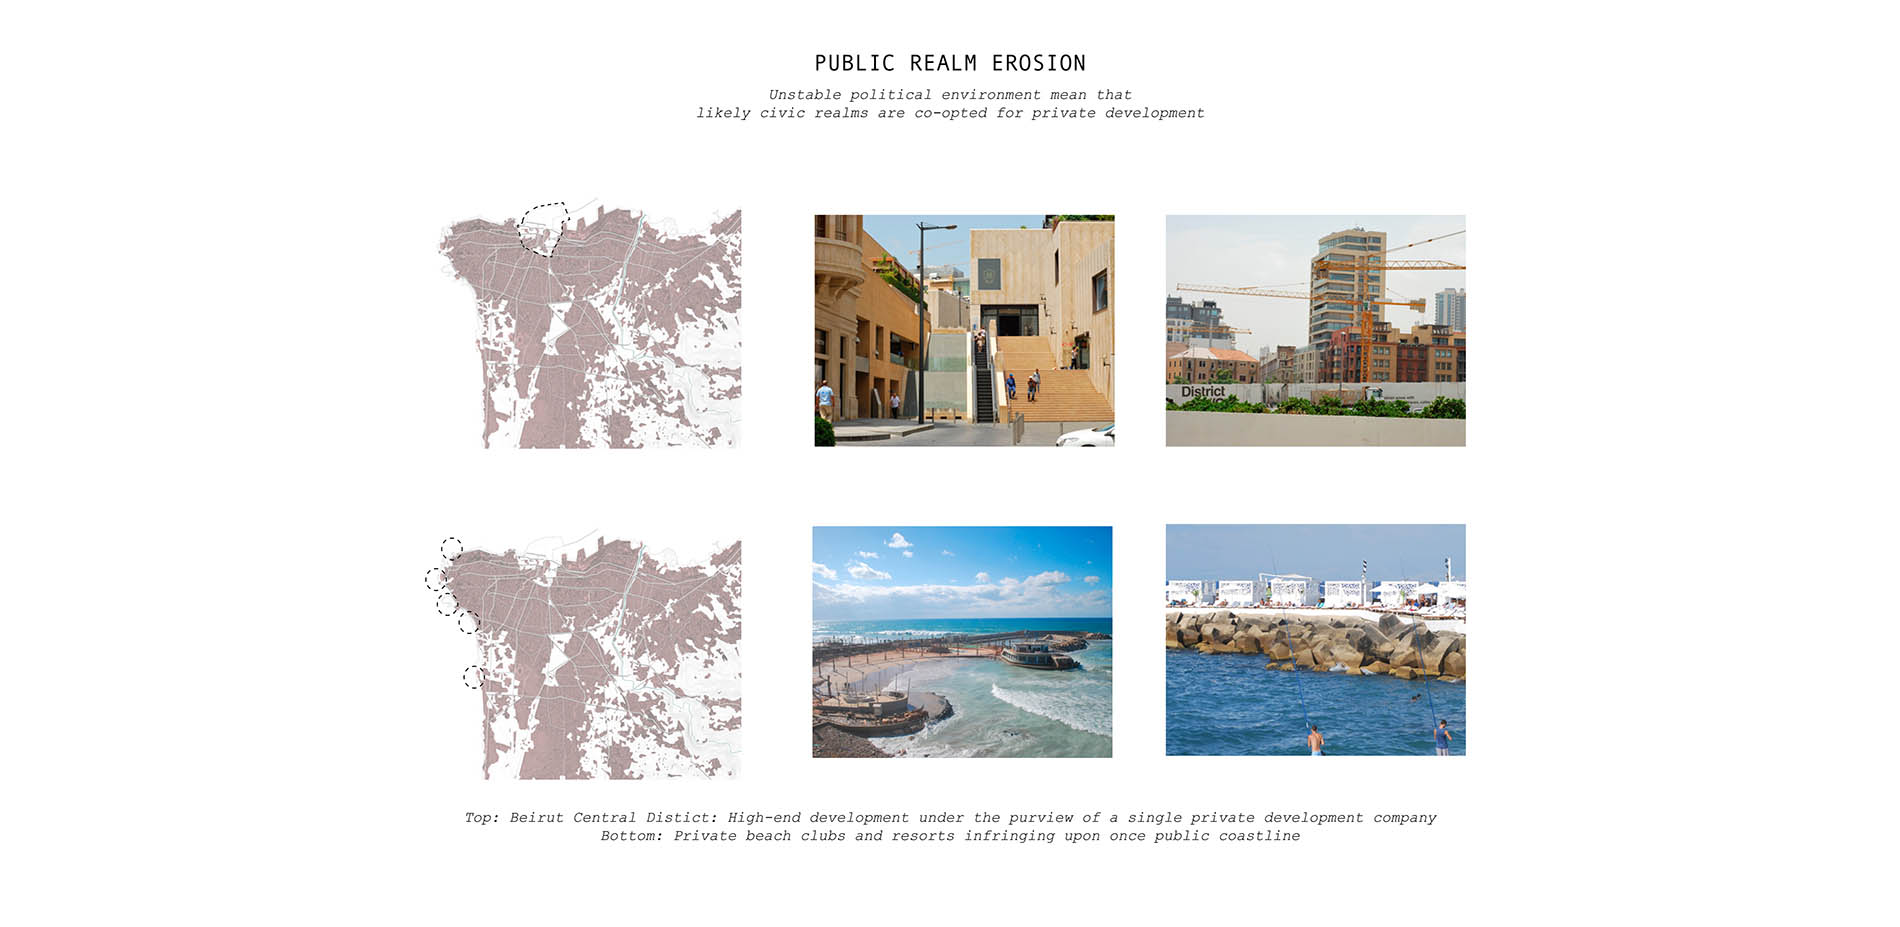 PUBLIC REALM EROSION
Unstable political environment mean that
likely civic realms are co-opted for private development
District
Top: Beirut Central Distict: High-end development under the purview of a single private development company
Bottom: Private beach clubs and resorts infringing upon once public coastline